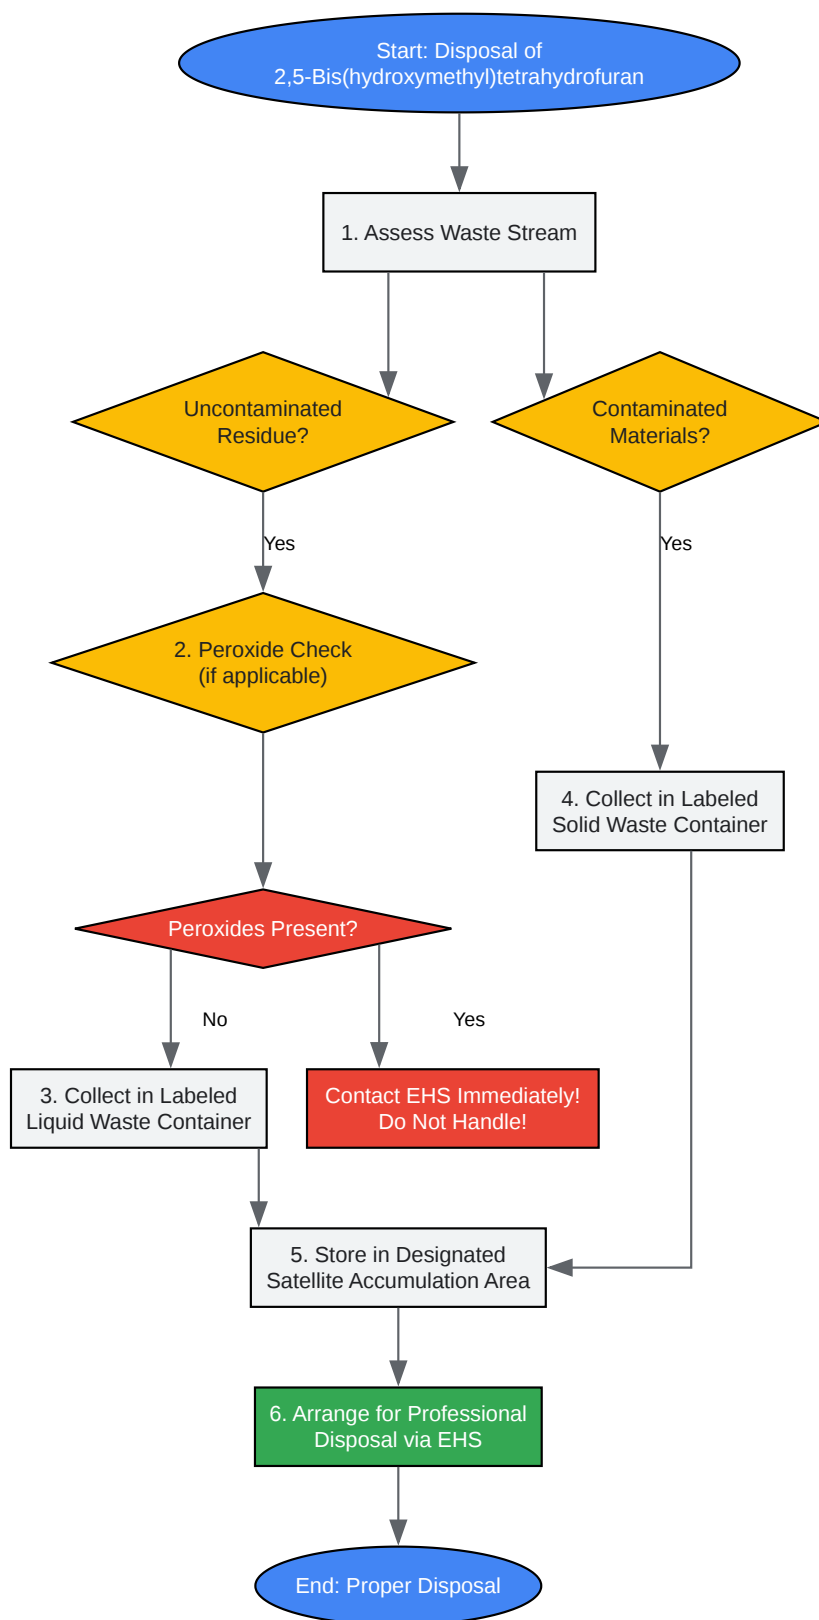 Start: Disposal of
2,5-Bis(hydroxymethyl)tetrahydrofuran
1. Assess Waste Stream
Uncontaminated
Residue?
Contaminated
Materials?
Yes
Yes
2. Peroxide Check
(if applicable)
4. Collect in Labeled
Solid Waste Container
Peroxides Present?
No
Yes
3. Collect in Labeled
Liquid Waste Container
Contact EHS Immediately!
Do Not Handle!
5. Store in Designated
Satellite Accumulation Area
6. Arrange for Professional
Disposal via EHS
End: Proper Disposal